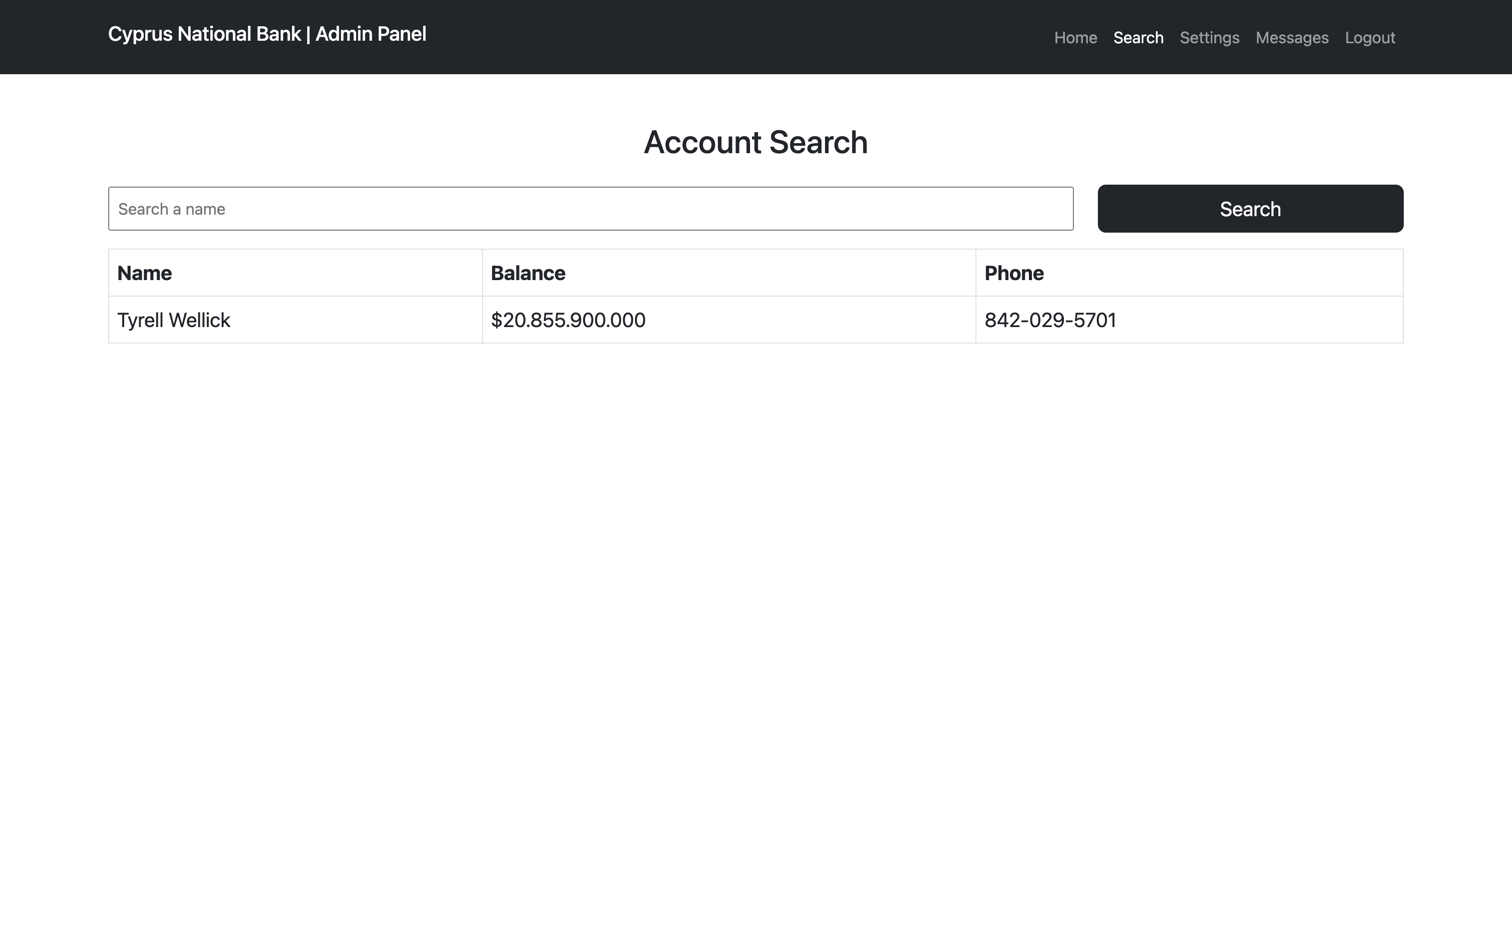 Cyprus National Bank | Admin Panel
Home Search Settings Messages Logout
Account Search
Search a name
Search
Name Balance Phone
Tyrell Wellick $20.855.900.000 842-029-5701